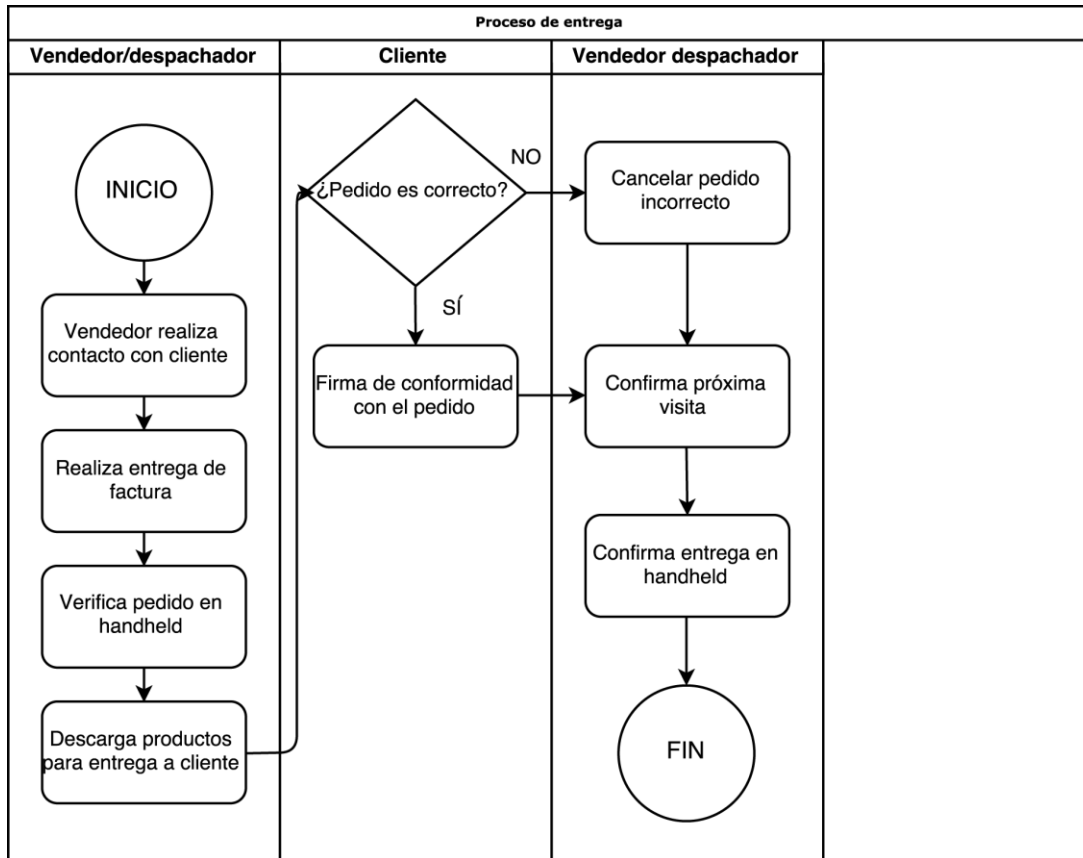 Proceso de entrega
Vendedor/despachador
Cliente
Vendedor despachador
INICIO
Vendedor realiza
contacto con cliente
Realiza entrega de
factura
Verifica pedido en
handheld
Descarga productos
para entrega a cliente
¿Pedido es correcto?
NO
SÍ
Firma de conformidad
con el pedido
Cancelar pedido
incorrecto
Confirma próxima
visita
Confirma entrega en
handheld
FIN